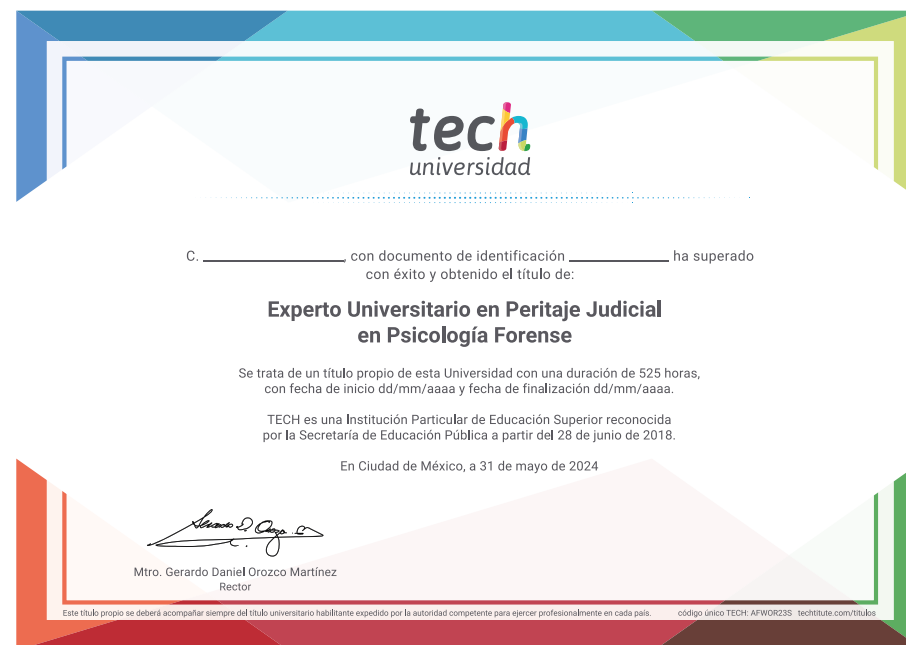 tech
universidad
C. ____________, con documento de identificación ____________ ha superado
con éxito y obtenido el título de:
Experto Universitario en Peritaje Judicial
en Psicología Forense
Se trata de un título propio de esta Universidad con una duración de 525 horas,
con fecha de inicio dd/mm/aaaa y fecha de finalización dd/mm/aaaa.
TECH es una Institución Particular de Educación Superior reconocida
por la Secretaría de Educación Pública a partir del 28 de junio de 2018.
En Ciudad de México, a 31 de mayo de 2024
Mtro. Gerardo Daniel Orozco Martínez
Rector
Este título propio se deberá acompañar siempre del título universitario habilitante expedido por la autoridad competente para ejercer profesionalmente en cada país. código único TECH: AFWOR23S techtitute.com/titulos